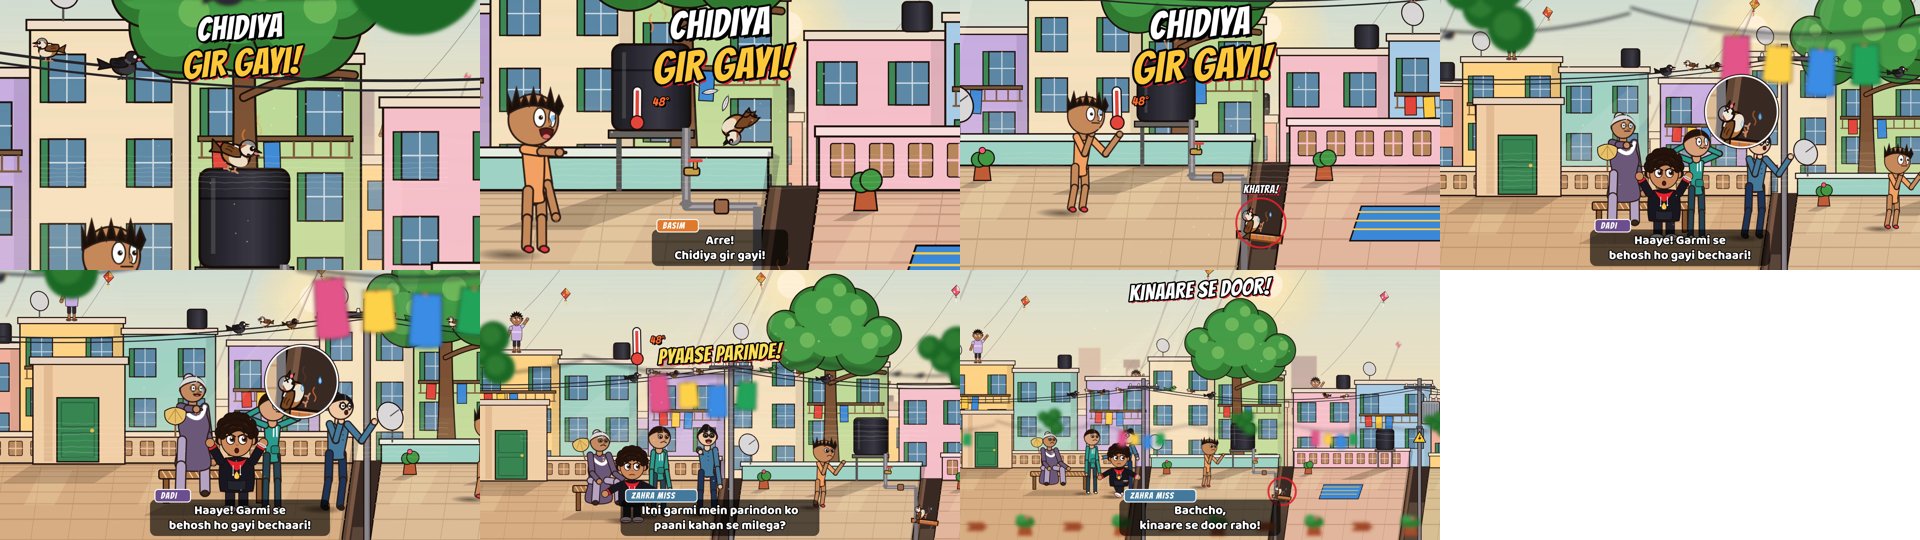 CHIDIYA
GIR GAYI!
CHIDIYA
GIR GAYI!
48°
BASIM
Arre!
Chidiya gir gayi!
CHIDIYA
GIR GAYI!
48°
KHATRA!
DADI
Haaye! Garmi se
behosh ho gayi bechaari!
DADI
Haaye! Garmi se
behosh ho gayi bechaari!
48°
PYAASE PARINDE!
ZAHRA MISS
Itni garmi mein parindon ko
paani kahan se milega?
KINAARE SE DOOR!
ZAHRA MISS
Bachcho,
kinaare se door raho!